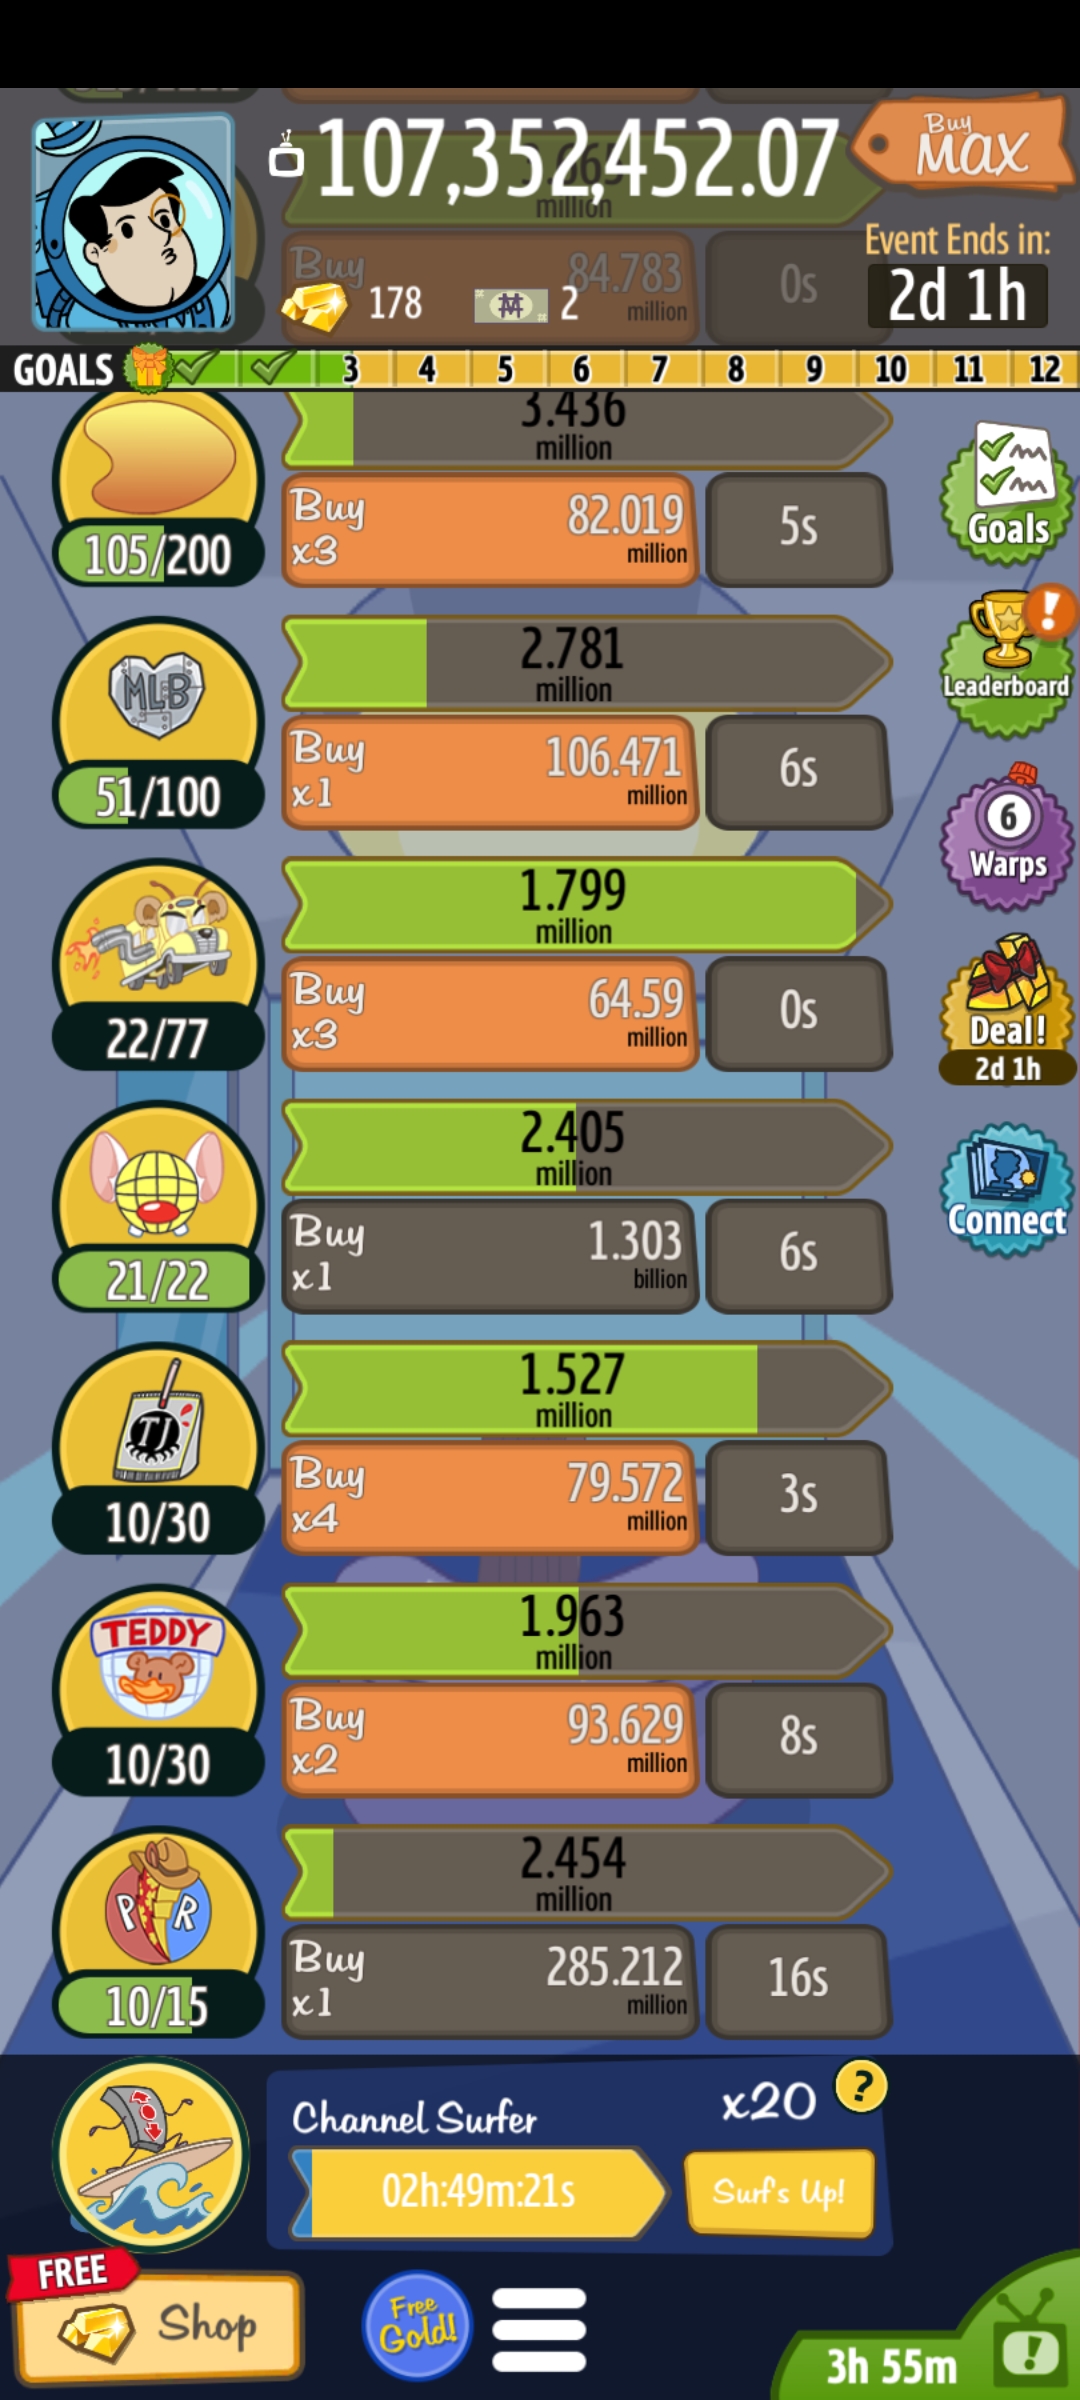 107,352,452.07
Buy
MAX
million
Buy
84.783
million
0s
178
2
Event Ends in:
2d 1h
GOALS
3 4 5 6 7 8 9 10 11 12
3.436
million
105/200
Buy
x3
82.019
million
5s
Goals
MLB
51/100
2.781
million
Buy
x1
106.471
million
6s
Leaderboard
!
22/77
1.799
million
Buy
x3
64.59
million
0s
6
Warps
Deal!
2d 1h
21/22
2.405
million
Buy
x1
1.303
billion
6s
Connect
TJ
10/30
1.527
million
Buy
x4
79.572
million
3s
TEDDY
10/30
1.963
million
Buy
x2
93.629
million
8s
P R
10/15
2.454
million
Buy
x1
285.212
million
16s
Channel Surfer
x20
?
02h:49m:21s
Surf's Up!
FREE
Shop
Free
Gold!
3h 55m
!